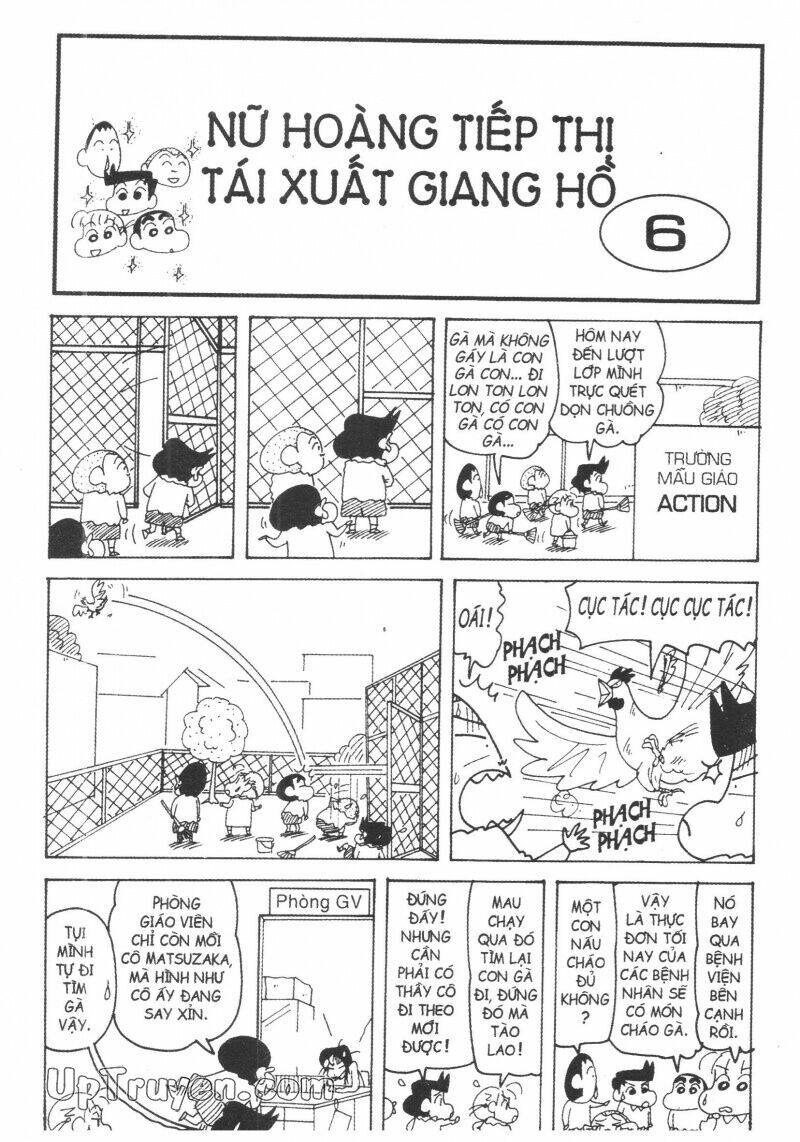 NỮ HOÀNG TIẾP THỊ
TÁI XUẤT GIANG HỒ
6
TRƯỜNG
MẪU GIÁO
ACTION
HÔM NAY
ĐẾN LƯỢT
LỚP MÌNH
TRỰC QUÉT
DỌN CHUỒNG
GÀ.
GÀ MÀ KHÔNG
GÁY LÀ CON
GÀ CON... ĐI
LON TON LON
TON, CÓ CON
GÀ CÓ CON
GÀ...
CỤC TÁC! CỤC CỤC TÁC!
OÁI!
PHẠCH
PHẠCH
PHẠCH
PHẠCH
NÓ
BAY
QUA
BỆNH
VIỆN
BÊN
CẠNH
RỒI.
VẬY
LÀ THỰC
ĐƠN TỐI
NAY CỦA
CÁC BỆNH
NHÂN SẼ
CÓ MÓN
CHÁO GÀ.
MỘT
CON
NẤU
CHÁO
ĐỦ
KHÔNG
?
MAU
CHẠY
QUA ĐÓ
TÌM LẠI
CON GÀ
ĐI, ĐỨNG
ĐÓ MÀ
TÀO
LAO!
ĐÚNG
ĐẤY!
NHƯNG
CẦN
PHẢI CÓ
THẦY CÔ
ĐI THEO
MỚI
ĐƯỢC!
Phòng GV
PHÒNG
GIÁO VIÊN
CHỈ CÒN MỖI
CÔ MATSUZAKA,
MÀ HÌNH NHƯ
CÔ ẤY ĐANG
SAY XỈN.
TỤI
MÌNH
TỰ ĐI
TÌM
GÀ
VẬY.
UpTruyen.Com